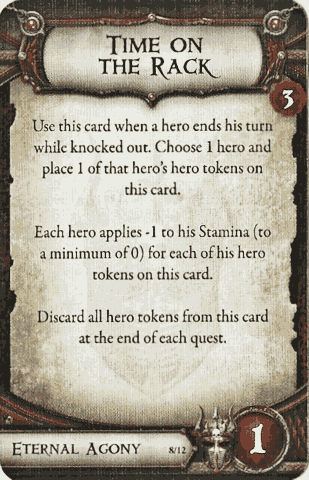 TIME ON
THE RACK
3
Use this card when a hero ends his turn
while knocked out. Choose 1 hero and
place 1 of that hero's hero tokens on
this card.
Each hero applies -1 to his Stamina (to
a minimum of 0) for each of his hero
tokens on this card.
Discard all hero tokens from this card
at the end of each quest.
ETERNAL AGONY 8/12 1